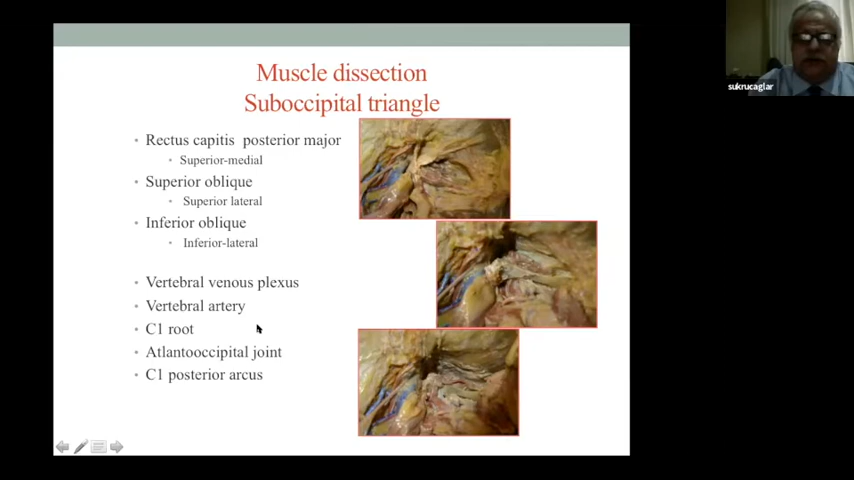 Muscle dissection
Suboccipital triangle
• Rectus capitis posterior major
• Superior-medial
• Superior oblique
• Superior lateral
• Inferior oblique
• Inferior-lateral
• Vertebral venous plexus
• Vertebral artery
• C1 root
• Atlantooccipital joint
• C1 posterior arcus
sukrucaglar